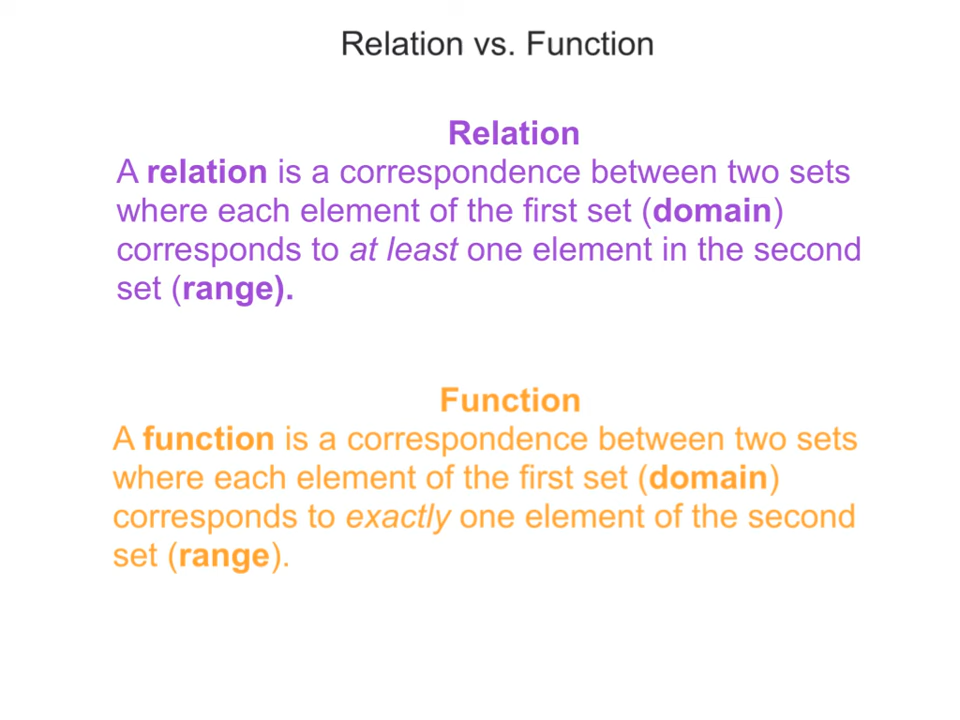 Relation vs. Function
Relation
A relation is a correspondence between two sets
where each element of the first set (domain)
corresponds to at least one element in the second
set (range).
Function
A function is a correspondence between two sets
where each element of the first set (domain)
corresponds to exactly one element of the second
set (range).